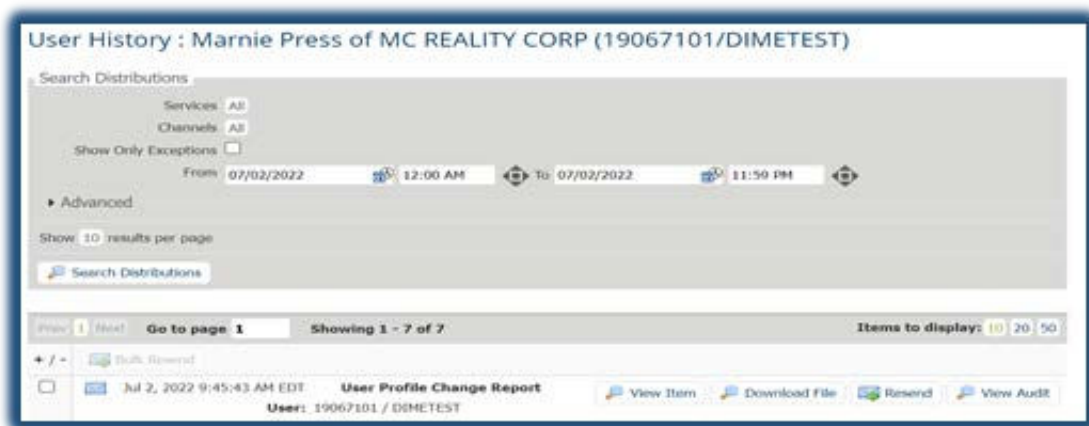 User History : Marnie Press of MC REALITY CORP (19067101/DIMETEST)
Search Distributions
Services All
Channels All
Show Only Exceptions
From 07/02/2022 12:00 AM To 07/02/2022 11:59 PM
Advanced
Show 10 results per page
Search Distributions
Prev 1 Next Go to page 1 Showing 1 - 7 of 7 Items to display: 10 20 50
+ / - Bulk Resend
Jul 2, 2022 9:45:43 AM EDT User Profile Change Report View Item Download File Resend View Audit
User: 19067101 / DIMETEST